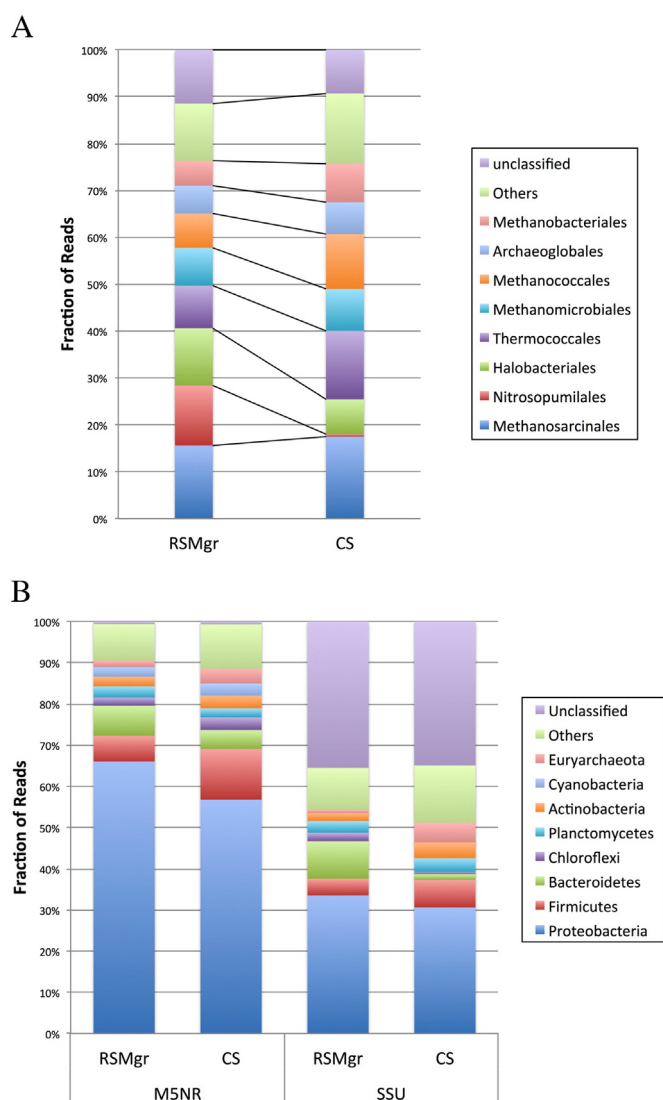 A
100%
90%
80%
70%
60%
50%
40%
30%
20%
10%
0%
Fraction of Reads
RSMgr CS
unclassified
Others
Methanobacteriales
Archaeoglobales
Methanococcales
Methanomicrobiales
Thermococcales
Halobacteriales
Nitrosopumilales
Methanosarcinales
B
100%
90%
80%
70%
60%
50%
40%
30%
20%
10%
0%
Fraction of Reads
RSMgr CS RSMgr CS
M5NR SSU
Unclassified
Others
Euryarchaeota
Cyanobacteria
Actinobacteria
Planctomycetes
Chloroflexi
Bacteroidetes
Firmicutes
Proteobacteria